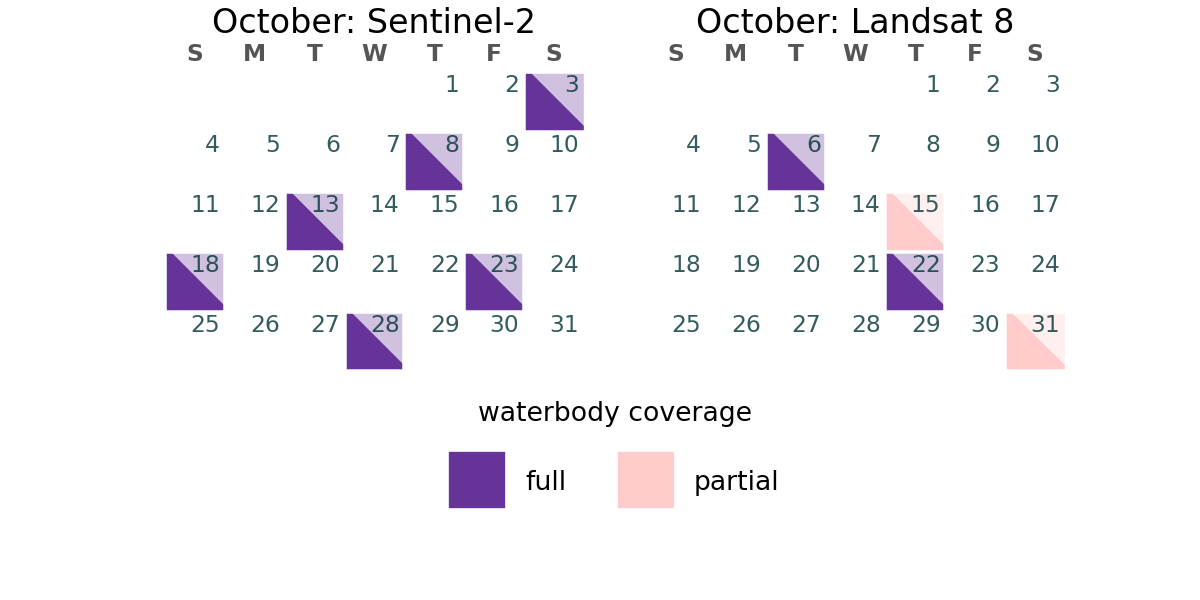 October: Sentinel-2
S M T W T F S
1 2 3
4 5 6 7 8 9 10
11 12 13 14 15 16 17
18 19 20 21 22 23 24
25 26 27 28 29 30 31
October: Landsat 8
S M T W T F S
1 2 3
4 5 6 7 8 9 10
11 12 13 14 15 16 17
18 19 20 21 22 23 24
25 26 27 28 29 30 31
waterbody coverage
full
partial